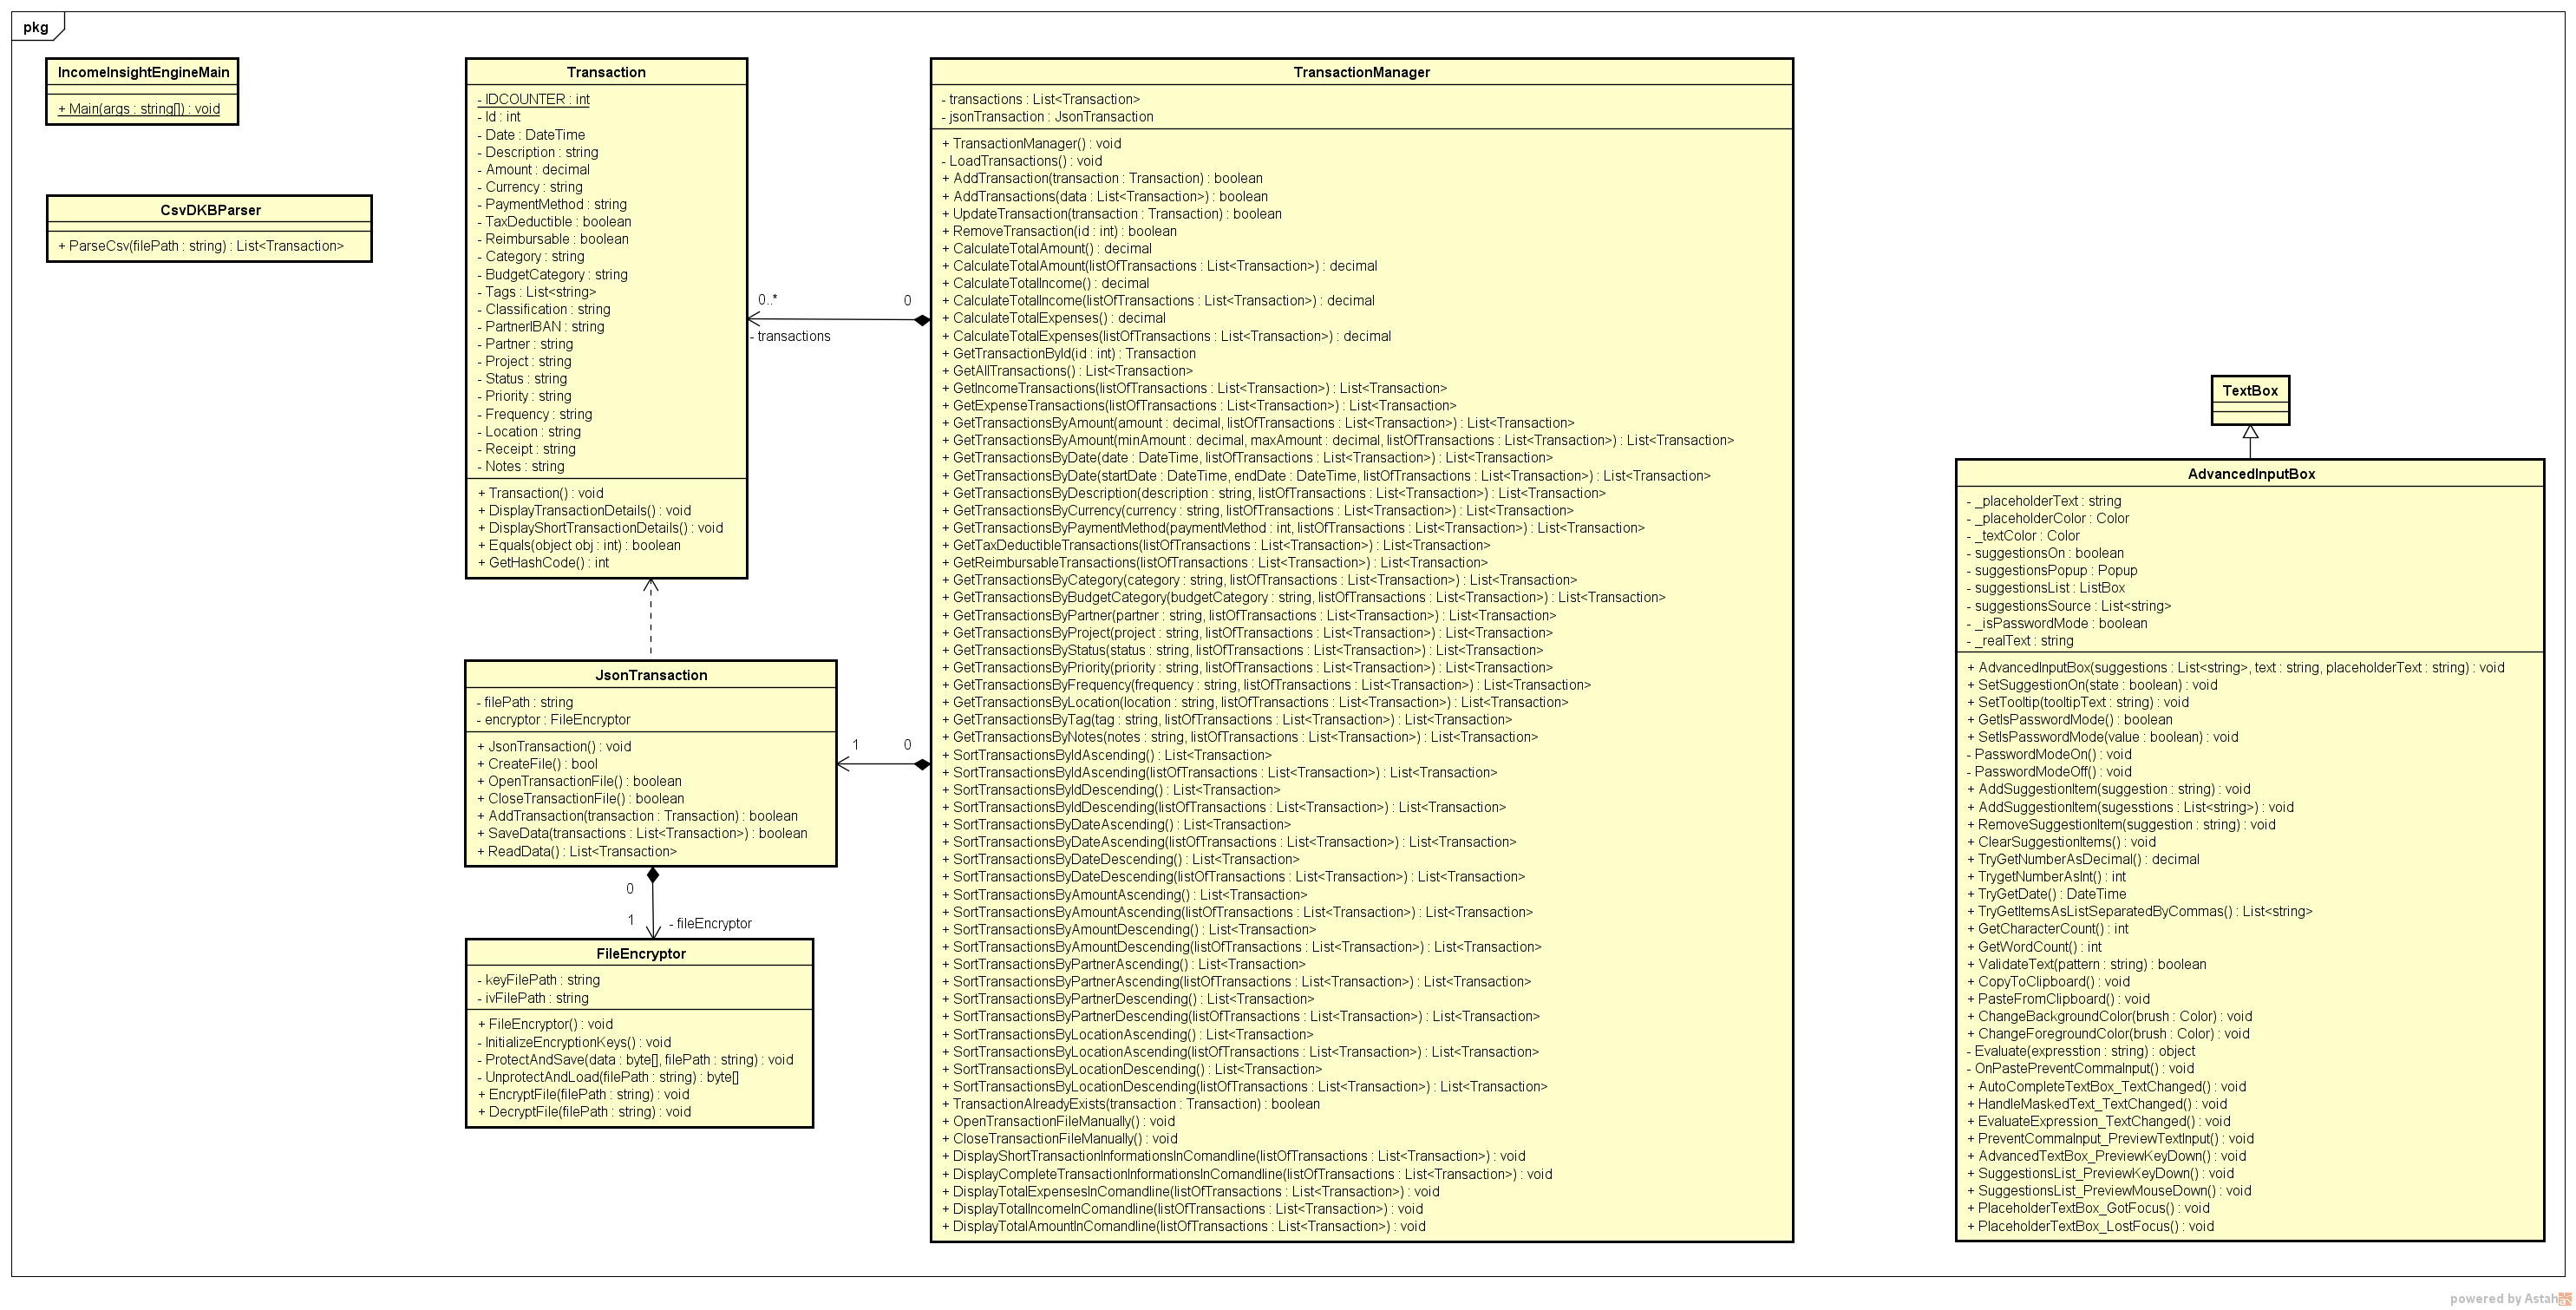 pkg
IncomeInsightEngineMain
+ Main(args : string[]) : void
CsvDKBParser
+ ParseCsv(filePath : string) : List<Transaction>
Transaction
- IDCOUNTER : int
- Id : int
- Date : DateTime
- Description : string
- Amount : decimal
- Currency : string
- PaymentMethod : string
- TaxDeductible : boolean
- Reimbursable : boolean
- Category : string
- BudgetCategory : string
- Tags : List<string>
- Classification : string
- PartnerIBAN : string
- Partner : string
- Project : string
- Status : string
- Priority : string
- Frequency : string
- Location : string
- Receipt : string
- Notes : string
+ Transaction() : void
+ DisplayTransactionDetails() : void
+ DisplayShortTransactionDetails() : void
+ Equals(object obj : int) : boolean
+ GetHashCode() : int
0..*
0
- transactions
JsonTransaction
- filePath : string
- encryptor : FileEncryptor
+ JsonTransaction() : void
+ CreateFile() : bool
+ OpenTransactionFile() : boolean
+ CloseTransactionFile() : boolean
+ AddTransaction(transaction : Transaction) : boolean
+ SaveData(transactions : List<Transaction>) : boolean
+ ReadData() : List<Transaction>
1
0
0
1
- fileEncryptor
FileEncryptor
- keyFilePath : string
- ivFilePath : string
+ FileEncryptor() : void
- InitializeEncryptionKeys() : void
- ProtectAndSave(data : byte[], filePath : string) : void
- UnprotectAndLoad(filePath : string) : byte[]
+ EncryptFile(filePath : string) : void
+ DecryptFile(filePath : string) : void
TransactionManager
- transactions : List<Transaction>
- jsonTransaction : JsonTransaction
+ TransactionManager() : void
- LoadTransactions() : void
+ AddTransaction(transaction : Transaction) : boolean
+ AddTransactions(data : List<Transaction>) : boolean
+ UpdateTransaction(transaction : Transaction) : boolean
+ RemoveTransaction(id : int) : boolean
+ CalculateTotalAmount() : decimal
+ CalculateTotalAmount(listOfTransactions : List<Transaction>) : decimal
+ CalculateTotalIncome() : decimal
+ CalculateTotalIncome(listOfTransactions : List<Transaction>) : decimal
+ CalculateTotalExpenses() : decimal
+ CalculateTotalExpenses(listOfTransactions : List<Transaction>) : decimal
+ GetTransactionById(id : int) : Transaction
+ GetAllTransactions() : List<Transaction>
+ GetIncomeTransactions(listOfTransactions : List<Transaction>) : List<Transaction>
+ GetExpenseTransactions(listOfTransactions : List<Transaction>) : List<Transaction>
+ GetTransactionsByAmount(amount : decimal, listOfTransactions : List<Transaction>) : List<Transaction>
+ GetTransactionsByAmount(minAmount : decimal, maxAmount : decimal, listOfTransactions : List<Transaction>) : List<Transaction>
+ GetTransactionsByDate(date : DateTime, listOfTransactions : List<Transaction>) : List<Transaction>
+ GetTransactionsByDate(startDate : DateTime, endDate : DateTime, listOfTransactions : List<Transaction>) : List<Transaction>
+ GetTransactionsByDescription(description : string, listOfTransactions : List<Transaction>) : List<Transaction>
+ GetTransactionsByCurrency(currency : string, listOfTransactions : List<Transaction>) : List<Transaction>
+ GetTransactionsByPaymentMethod(paymentMethod : int, listOfTransactions : List<Transaction>) : List<Transaction>
+ GetTaxDeductibleTransactions(listOfTransactions : List<Transaction>) : List<Transaction>
+ GetReimbursableTransactions(listOfTransactions : List<Transaction>) : List<Transaction>
+ GetTransactionsByCategory(category : string, listOfTransactions : List<Transaction>) : List<Transaction>
+ GetTransactionsByBudgetCategory(budgetCategory : string, listOfTransactions : List<Transaction>) : List<Transaction>
+ GetTransactionsByPartner(partner : string, listOfTransactions : List<Transaction>) : List<Transaction>
+ GetTransactionsByProject(project : string, listOfTransactions : List<Transaction>) : List<Transaction>
+ GetTransactionsByStatus(status : string, listOfTransactions : List<Transaction>) : List<Transaction>
+ GetTransactionsByPriority(priority : string, listOfTransactions : List<Transaction>) : List<Transaction>
+ GetTransactionsByFrequency(frequency : string, listOfTransactions : List<Transaction>) : List<Transaction>
+ GetTransactionsByLocation(location : string, listOfTransactions : List<Transaction>) : List<Transaction>
+ GetTransactionsByTag(tag : string, listOfTransactions : List<Transaction>) : List<Transaction>
+ GetTransactionsByNotes(notes : string, listOfTransactions : List<Transaction>) : List<Transaction>
+ SortTransactionsByIdAscending() : List<Transaction>
+ SortTransactionsByIdAscending(listOfTransactions : List<Transaction>) : List<Transaction>
+ SortTransactionsByIdDescending() : List<Transaction>
+ SortTransactionsByIdDescending(listOfTransactions : List<Transaction>) : List<Transaction>
+ SortTransactionsByDateAscending() : List<Transaction>
+ SortTransactionsByDateAscending(listOfTransactions : List<Transaction>) : List<Transaction>
+ SortTransactionsByDateDescending() : List<Transaction>
+ SortTransactionsByDateDescending(listOfTransactions : List<Transaction>) : List<Transaction>
+ SortTransactionsByAmountAscending() : List<Transaction>
+ SortTransactionsByAmountAscending(listOfTransactions : List<Transaction>) : List<Transaction>
+ SortTransactionsByAmountDescending() : List<Transaction>
+ SortTransactionsByAmountDescending(listOfTransactions : List<Transaction>) : List<Transaction>
+ SortTransactionsByPartnerAscending() : List<Transaction>
+ SortTransactionsByPartnerAscending(listOfTransactions : List<Transaction>) : List<Transaction>
+ SortTransactionsByPartnerDescending() : List<Transaction>
+ SortTransactionsByPartnerDescending(listOfTransactions : List<Transaction>) : List<Transaction>
+ SortTransactionsByLocationAscending() : List<Transaction>
+ SortTransactionsByLocationAscending(listOfTransactions : List<Transaction>) : List<Transaction>
+ SortTransactionsByLocationDescending() : List<Transaction>
+ SortTransactionsByLocationDescending(listOfTransactions : List<Transaction>) : List<Transaction>
+ TransactionAlreadyExists(transaction : Transaction) : boolean
+ OpenTransactionFileManually() : void
+ CloseTransactionFileManually() : void
+ DisplayShortTransactionInformationsInComandline(listOfTransactions : List<Transaction>) : void
+ DisplayCompleteTransactionInformationsInComandline(listOfTransactions : List<Transaction>) : void
+ DisplayTotalExpensesInComandline(listOfTransactions : List<Transaction>) : void
+ DisplayTotalIncomeInComandline(listOfTransactions : List<Transaction>) : void
+ DisplayTotalAmountInComandline(listOfTransactions : List<Transaction>) : void
TextBox
AdvancedInputBox
- _placeholderText : string
- _placeholderColor : Color
- _textColor : Color
- suggestionsOn : boolean
- suggestionsPopup : Popup
- suggestionsList : ListBox
- suggestionsSource : List<string>
- _isPasswordMode : boolean
- _realText : string
+ AdvancedInputBox(suggestions : List<string>, text : string, placeholderText : string) : void
+ SetSuggestionOn(state : boolean) : void
+ SetTooltip(tooltipText : string) : void
+ GetIsPasswordMode() : boolean
+ SetIsPasswordMode(value : boolean) : void
- PasswordModeOn() : void
- PasswordModeOff() : void
+ AddSuggestionItem(suggestion : string) : void
+ AddSuggestionItem(sugesstions : List<string>) : void
+ RemoveSuggestionItem(suggestion : string) : void
+ ClearSuggestionItems() : void
+ TryGetNumberAsDecimal() : decimal
+ TrygetNumberAsInt() : int
+ TryGetDate() : DateTime
+ TryGetItemsAsListSeparatedByCommas() : List<string>
+ GetCharacterCount() : int
+ GetWordCount() : int
+ ValidateText(pattern : string) : boolean
+ CopyToClipboard() : void
+ PasteFromClipboard() : void
+ ChangeBackgroundColor(brush : Color) : void
+ ChangeForegroundColor(brush : Color) : void
- Evaluate(expresstion : string) : object
- OnPastePreventCommaInput() : void
+ AutoCompleteTextBox_TextChanged() : void
+ HandleMaskedText_TextChanged() : void
+ EvaluateExpression_TextChanged() : void
+ PreventCommaInput_PreviewTextInput() : void
+ AdvancedTextBox_PreviewKeyDown() : void
+ SuggestionsList_PreviewKeyDown() : void
+ SuggestionsList_PreviewMouseDown() : void
+ PlaceholderTextBox_GotFocus() : void
+ PlaceholderTextBox_LostFocus() : void
powered by Astah